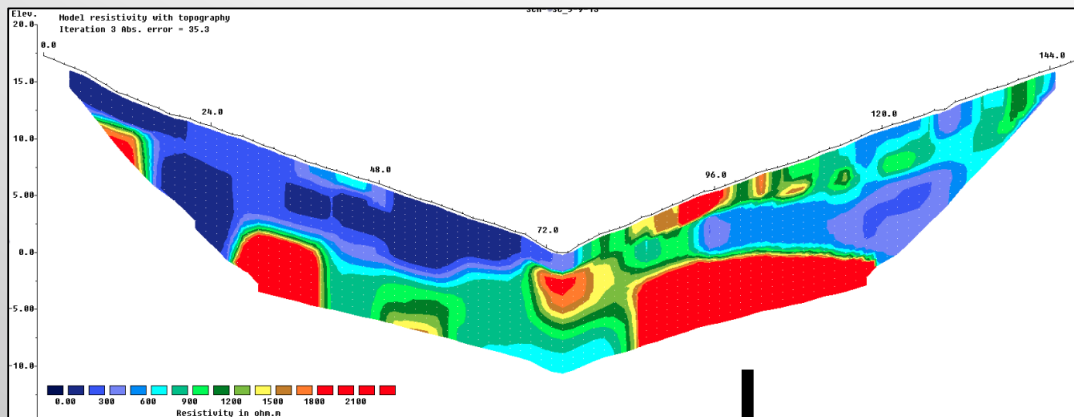 Elev.
Model resistivity with topography
Iteration 3 Abs. error = 35.3
20.0
0.0
15.0
24.0
10.0
48.0
5.00
72.0
0.0
96.0
120.0
144.0
-5.00
-10.0
0.00 300 600 900 1200 1500 1800 2100
Resistivity in ohm.m